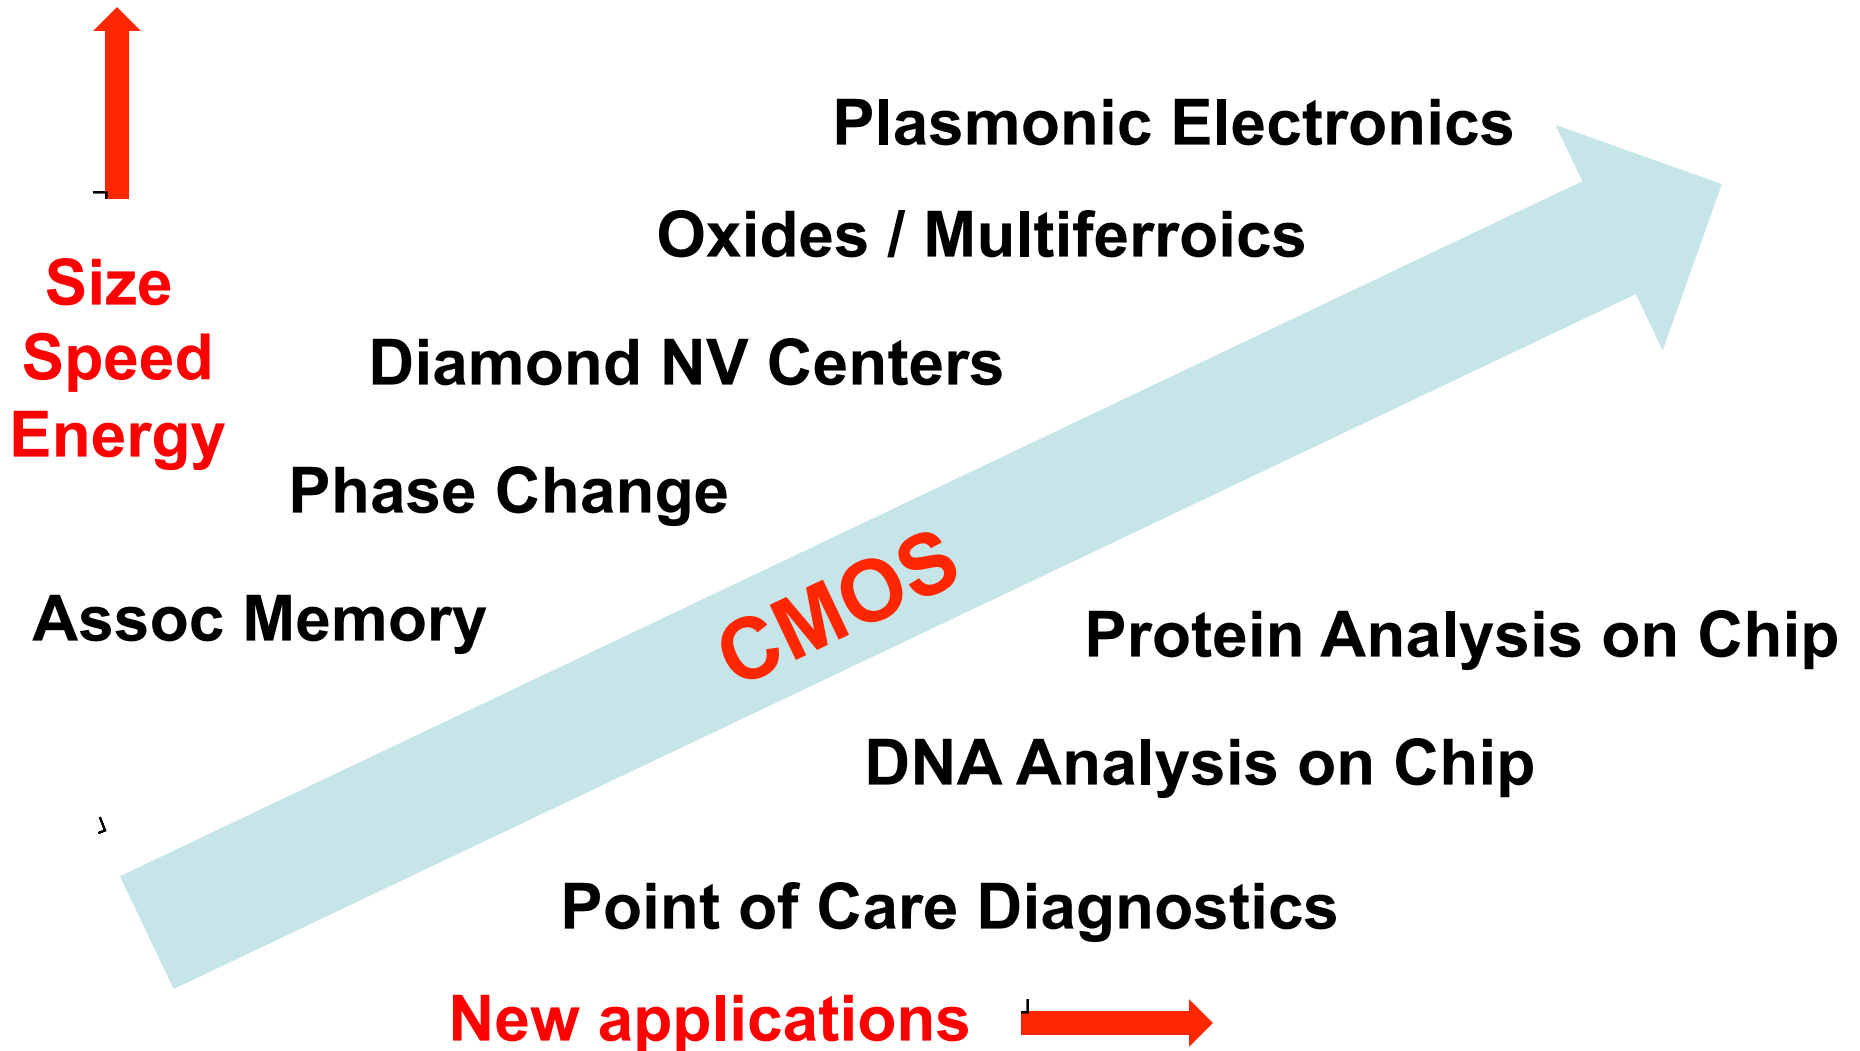 Plasmonic Electronics
Oxides / Multiferroics
Size
Speed
Energy
Diamond NV Centers
Phase Change
CMOS
Assoc Memory
Protein Analysis on Chip
DNA Analysis on Chip
Point of Care Diagnostics
New applications